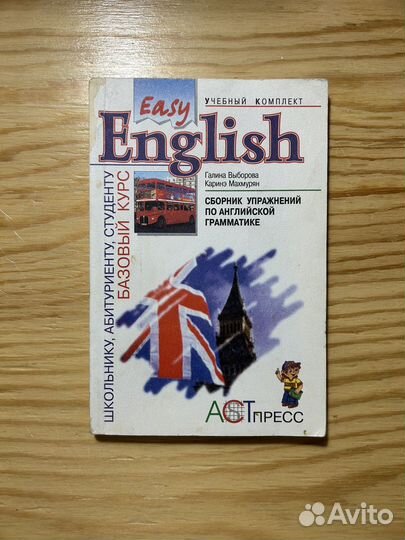 Easy
УЧЕБНЫЙ КОМПЛЕКТ
English
Галина Выборова
Каринэ Махмурян
СБОРНИК УПРАЖНЕНИЙ
ПО АНГЛИЙСКОЙ
ГРАММАТИКЕ
ШКОЛЬНИКУ, АБИТУРИЕНТУ, СТУДЕНТУ
БАЗОВЫЙ КУРС
АСТ-ПРЕСС
Avito